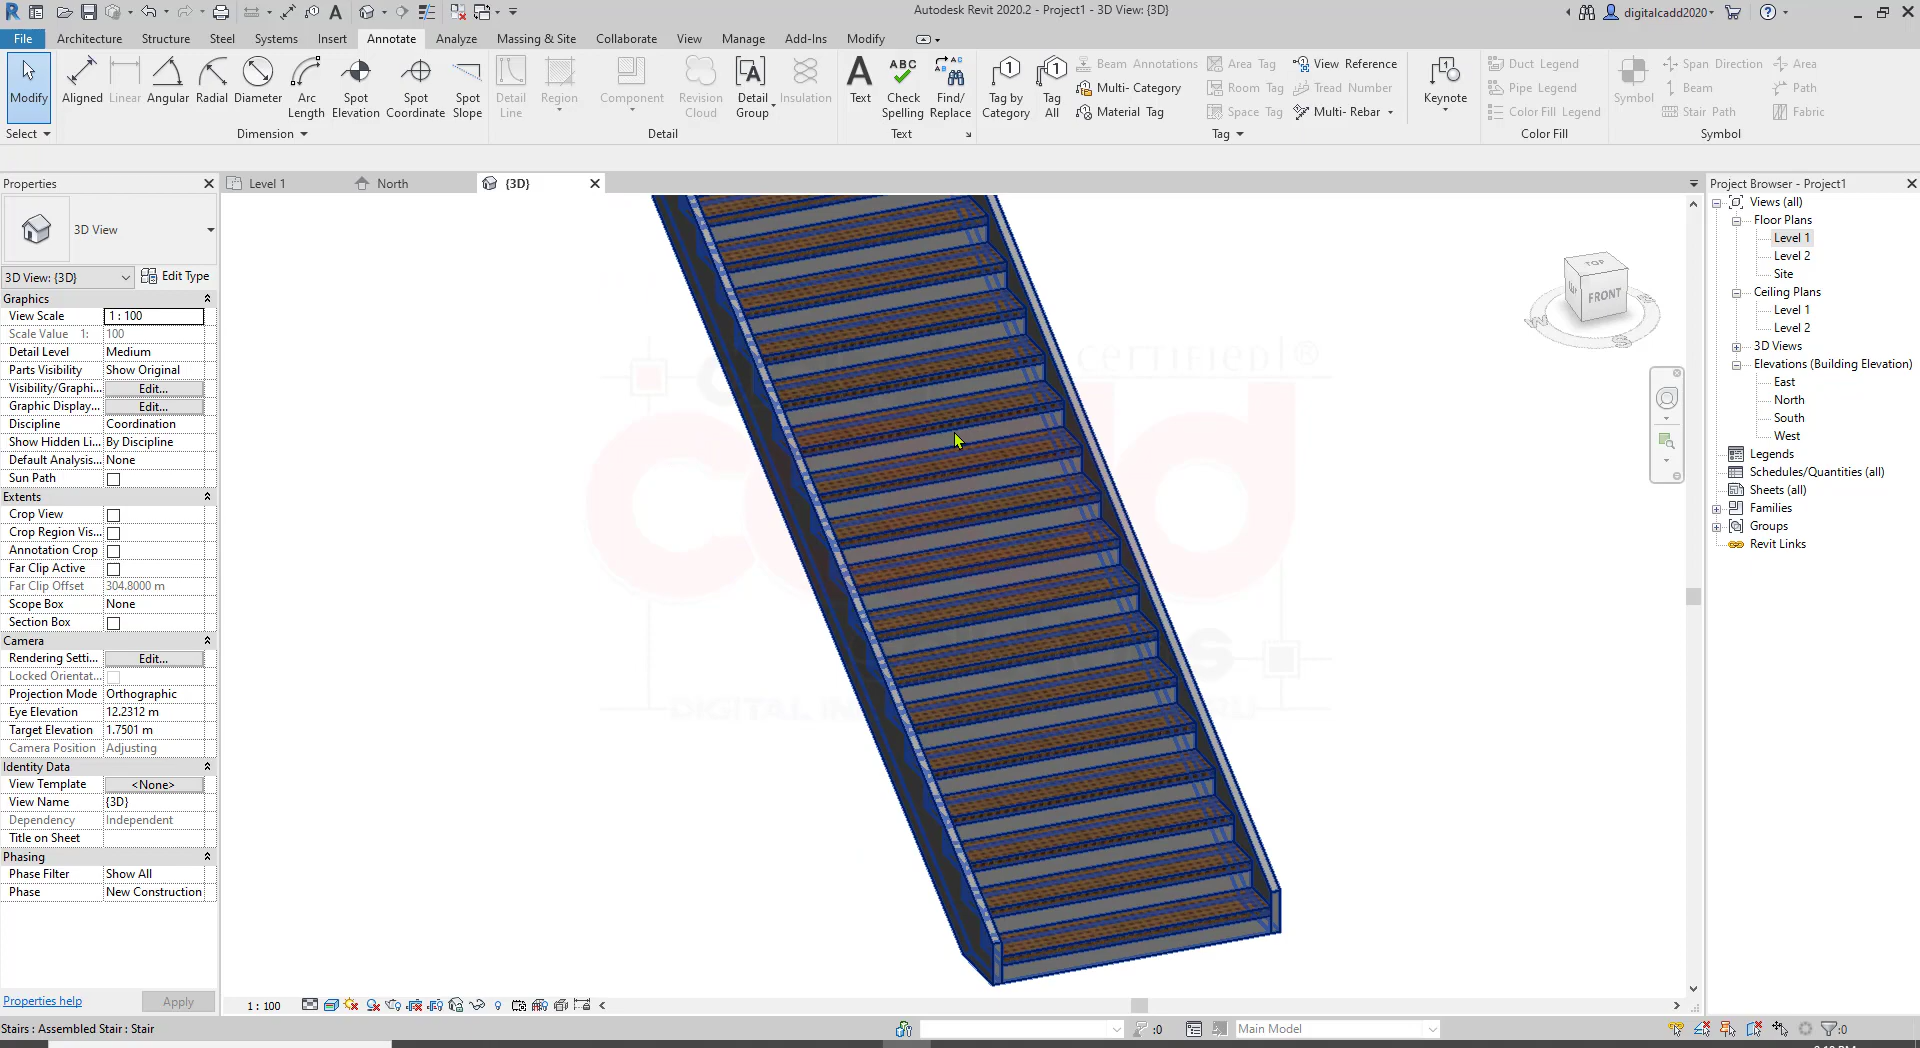 Autodesk Revit 2020.2 - Project1 - 3D View: {3D}
digitalcadd2020
File Architecture Structure Steel Systems Insert Annotate Analyze Massing & Site Collaborate View Manage Add-Ins Modify
Modify Aligned Linear Angular Radial Diameter Arc Length Spot Elevation Spot Coordinate Spot Slope
Detail Line Region Component Revision Cloud Detail Group Insulation
Text Check Spelling Find/ Replace
Tag by Category Tag All
Beam Annotations Area Tag View Reference
Multi- Category Room Tag Tread Number
Material Tag Space Tag Multi- Rebar
Keynote
Duct Legend
Pipe Legend
Color Fill Legend
Symbol Span Direction Area
Beam Path
Stair Path Fabric
Select Dimension Detail Text Tag Color Fill Symbol
Properties
Level 1 North {3D}
Project Browser - Project1
3D View
3D View: {3D} Edit Type
Graphics
View Scale 1 : 100
Scale Value 1: 100
Detail Level Medium
Parts Visibility Show Original
Visibility/Graphi... Edit...
Graphic Display... Edit...
Discipline Coordination
Show Hidden Li... By Discipline
Default Analysis... None
Sun Path
Extents
Crop View
Crop Region Vis...
Annotation Crop
Far Clip Active
Far Clip Offset 304.8000 m
Scope Box None
Section Box
Camera
Rendering Setti... Edit...
Locked Orientat...
Projection Mode Orthographic
Eye Elevation 12.2312 m
Target Elevation 1.7501 m
Camera Position Adjusting
Identity Data
View Template <None>
View Name {3D}
Dependency Independent
Title on Sheet
Phasing
Phase Filter Show All
Phase New Construction
Properties help Apply
TOP
FRONT
Views (all)
Floor Plans
Level 1
Level 2
Site
Ceiling Plans
Level 1
Level 2
3D Views
Elevations (Building Elevation)
East
North
South
West
Legends
Schedules/Quantities (all)
Sheets (all)
Families
Groups
Revit Links
1 : 100
Stairs : Assembled Stair : Stair
:0
Main Model
:0